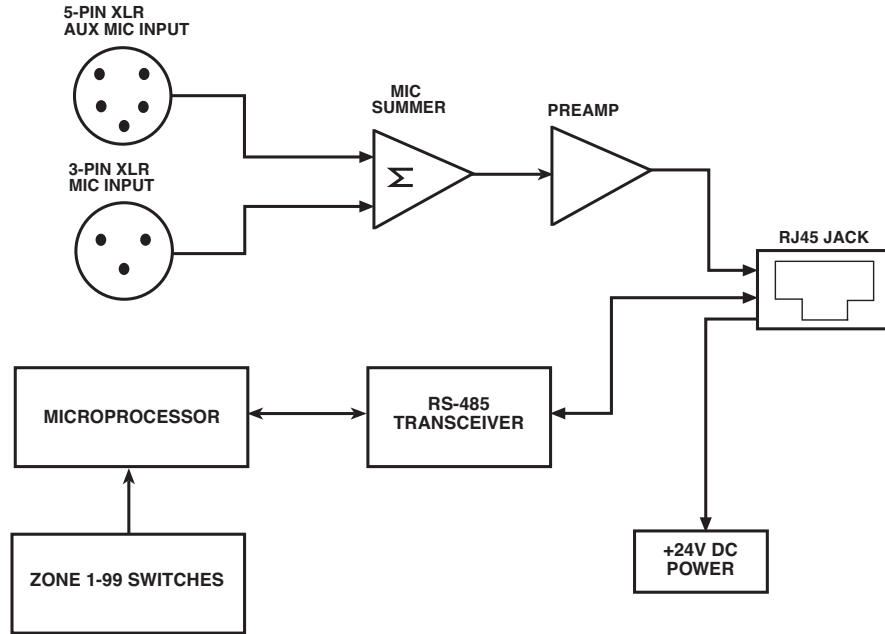 5-PIN XLR
AUX MIC INPUT
MIC
SUMMER
PREAMP
Σ
3-PIN XLR
MIC INPUT
RJ45 JACK
MICROPROCESSOR
RS-485
TRANSCEIVER
ZONE 1-99 SWITCHES
+24V DC
POWER